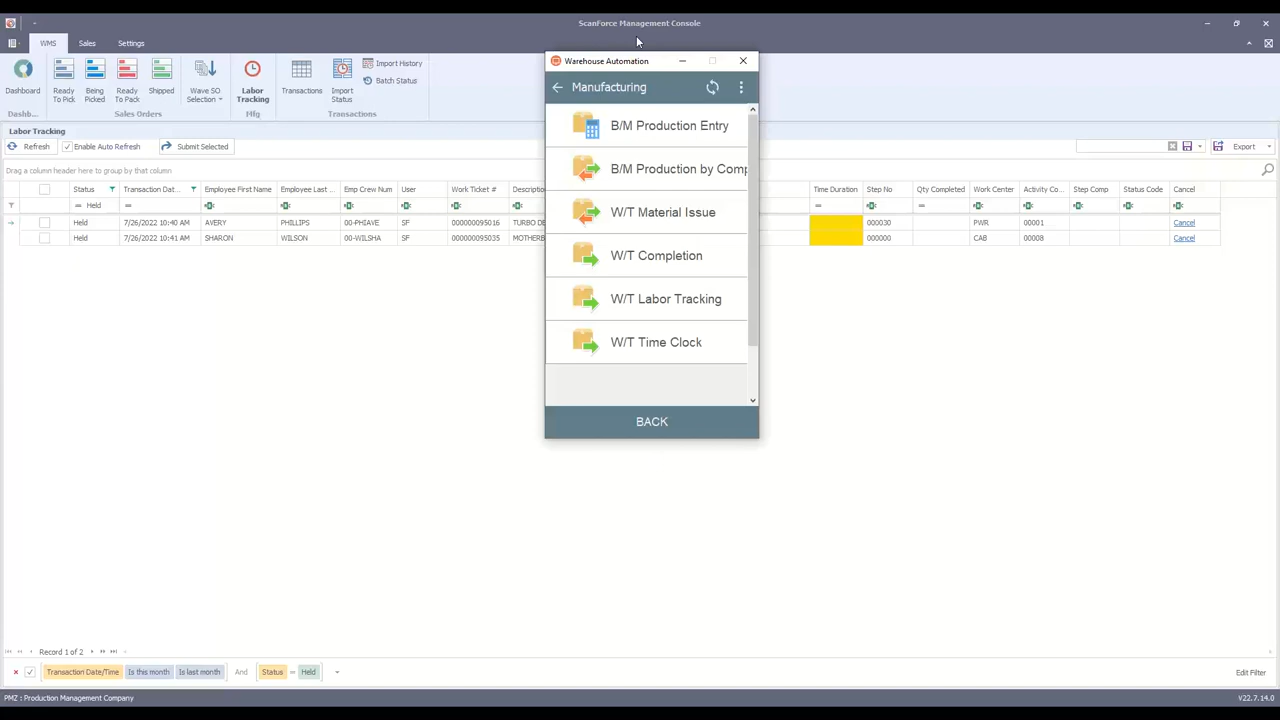 ScanForce Management Console
WMS
Sales
Settings
Dashboard
Ready To Pick
Being Picked
Ready To Pack
Shipped
Wave SO Selection
Labor Tracking
Transactions
Import Status
Import History
Batch Status
Dashb...
Sales Orders
Mfg
Transactions
Labor Tracking
Refresh
Enable Auto Refresh
Submit Selected
Export
Drag a column header here to group by that column
Status Transaction Dat... Employee First Name Employee Last ... Emp Crew Num User Work Ticket # Time Duration Step No Qty Completed Work Center Activity Co... Step Comp Status Code Cancel
= Held = = =
Held 7/26/2022 10:40 AM AVERY PHILLIPS 00-PHIAVE SF 000000095016 TURBO DE 000030 PWR 00001 Cancel
Held 7/26/2022 10:41 AM SHARON WILSON 00-WILSHA SF 000000095035 000000 CAB 00008 Cancel
Warehouse Automation
Manufacturing
B/M Production Entry
B/M Production by Comp
W/T Material Issue
W/T Completion
W/T Labor Tracking
W/T Time Clock
BACK
Record 1 of 2
Transaction Date/Time Is this month Is last month And Status = Held
Edit Filter
PMZ : Production Management Company
V22.7.14.0